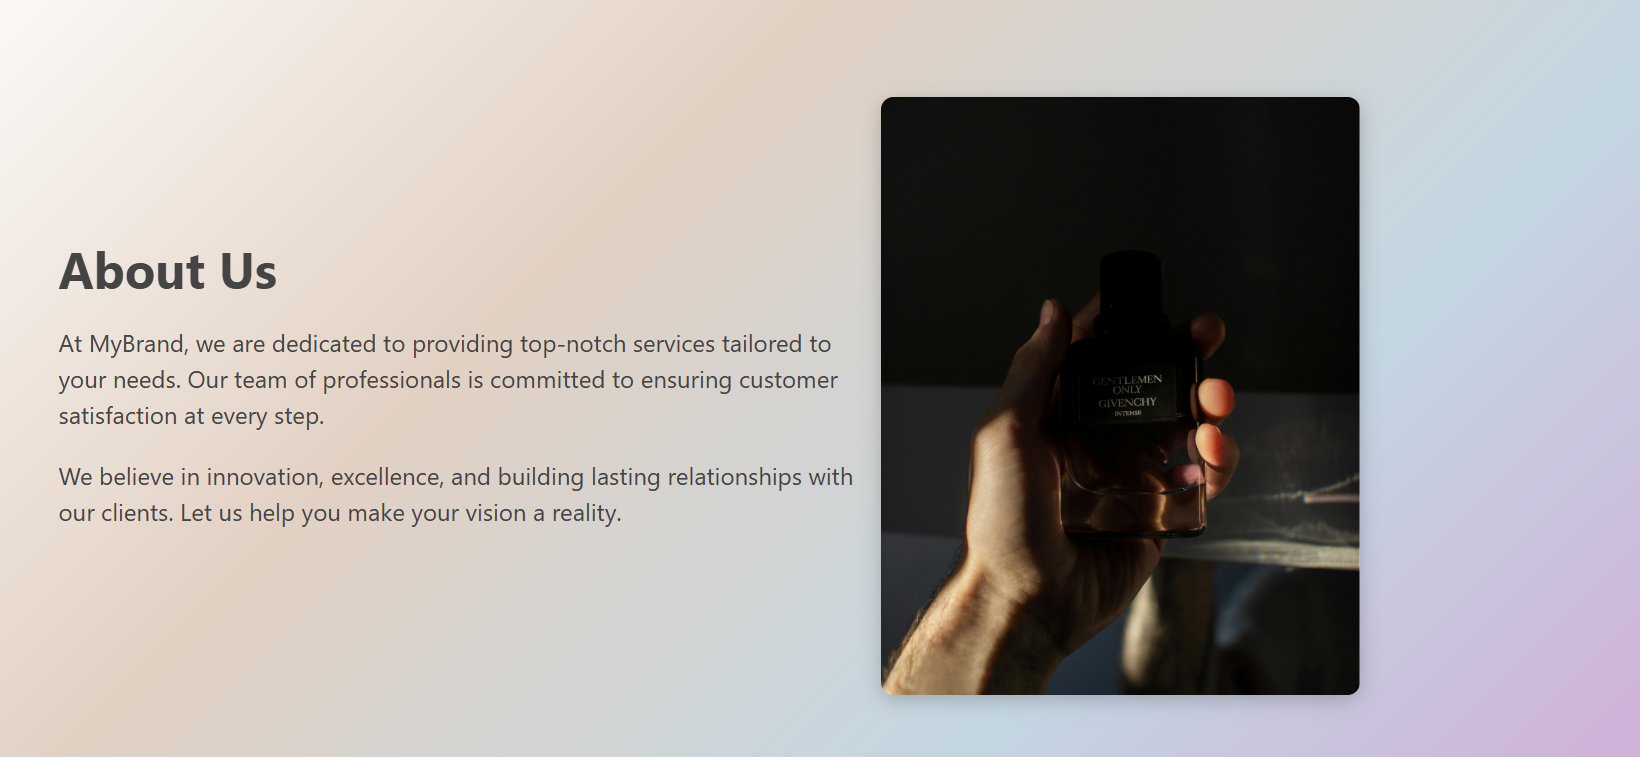 About Us
At MyBrand, we are dedicated to providing top-notch services tailored to
your needs. Our team of professionals is committed to ensuring customer
satisfaction at every step.
We believe in innovation, excellence, and building lasting relationships with
our clients. Let us help you make your vision a reality.
GENTLEMEN
ONLY
GIVENCHY
INTENSE